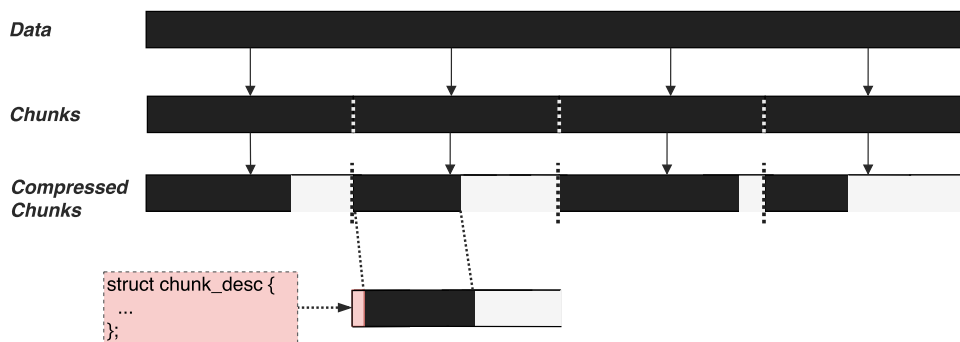 Data
Chunks
Compressed
Chunks
struct chunk_desc {
...
};